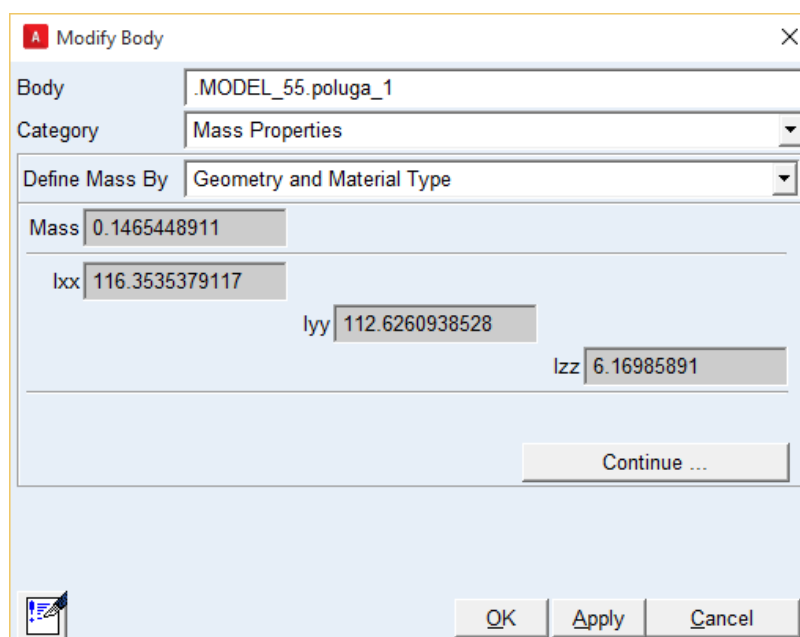 A Modify Body
Body .MODEL_55.poluga_1
Category Mass Properties
Define Mass By Geometry and Material Type
Mass 0.1465448911
Ixx 116.3535379117
Iyy 112.6260938528
Izz 6.16985891
Continue ...
OK Apply Cancel